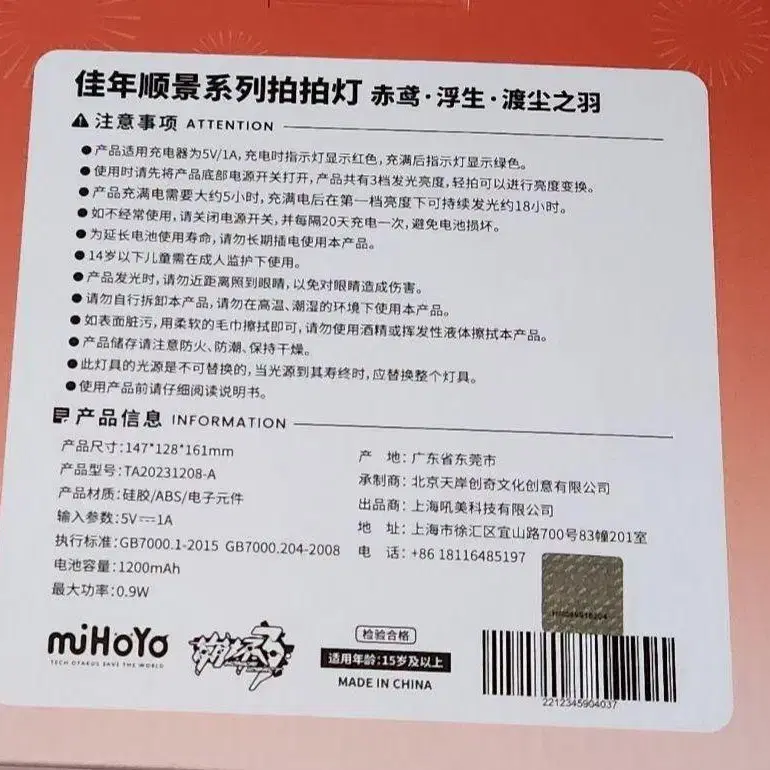 佳年顺景系列拍拍灯 赤鸢·浮生·渡尘之羽
注意事项 ATTENTION
●产品适用充电器为5V/1A,充电时指示灯显示红色,充满后指示灯显示绿色。
●使用时请先将产品底部电源开关打开,产品共有3档发光亮度,轻拍可以进行亮度变换。
●产品充满电需要大约5小时,充满电后在第一档亮度下可持续发光约18小时。
●如不经常使用,请关闭电源开关,并每隔20天充电一次,避免电池损坏。
●为延长电池使用寿命,请勿长期插电使用本产品。
●14岁以下儿童需在成人监护下使用。
●产品发光时,请勿近距离照到眼睛,以免对眼睛造成伤害。
●请勿自行拆卸本产品,请勿在高温、潮湿的环境下使用本产品。
●如表面脏污,用柔软的毛巾擦拭即可,请勿使用酒精或挥发性液体擦拭本产品。
●产品储存请注意防火、防潮、保持干燥。
●此灯具的光源是不可替换的,当光源到其寿终时,应替换整个灯具。
●使用产品前请仔细阅读说明书。
产品信息 INFORMATION
产品尺寸:147*128*161mm
产品型号:TA20231208-A
产品材质:硅胶/ABS/电子元件
输入参数:5V⎓1A
执行标准:GB7000.1-2015 GB7000.204-2008
电池容量:1200mAh
最大功率:0.9W
产 地:广东省东莞市
承制商:北京天岸创奇文化创意有限公司
出品商:上海吼美科技有限公司
地 址:上海市徐汇区宜山路700号83幢201室
电 话:+86 18116485197
miHoYo
TECH OTAKUS SAVE THE WORLD
崩坏3
检验合格
适用年龄:15岁及以上
MADE IN CHINA
2212345904037